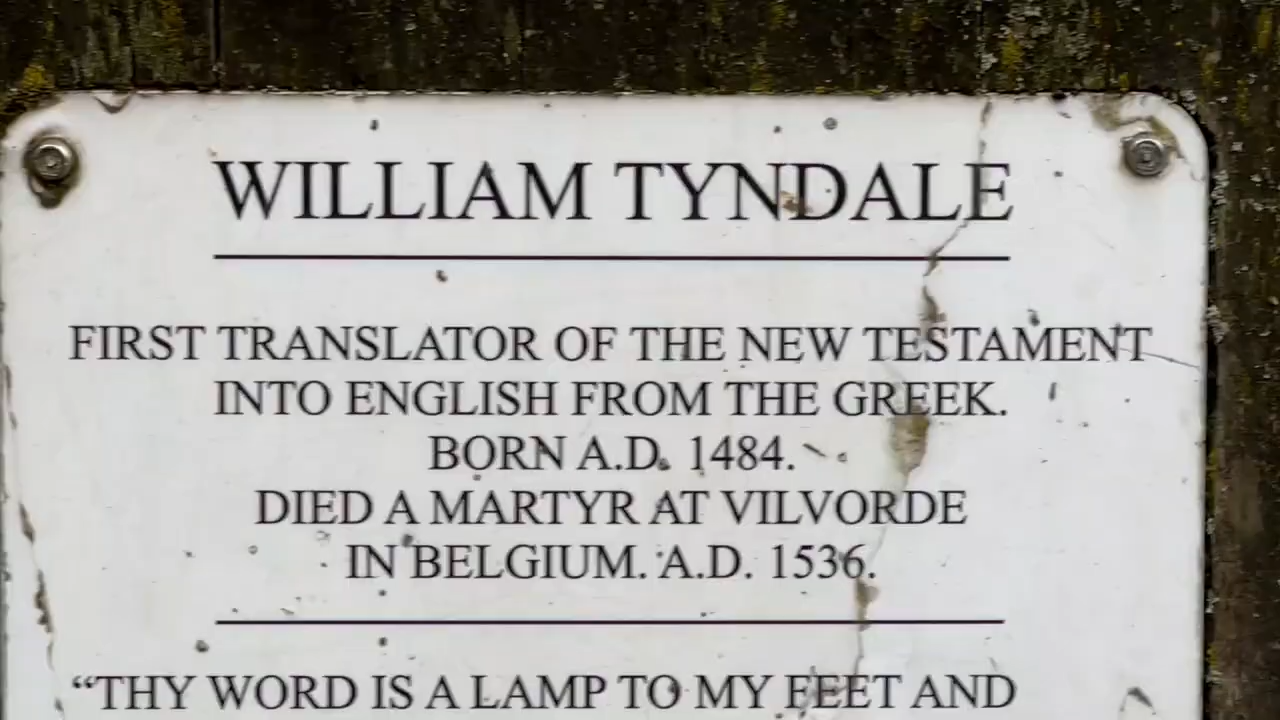 WILLIAM TYNDALE
FIRST TRANSLATOR OF THE NEW TESTAMENT
INTO ENGLISH FROM THE GREEK.
BORN A.D. 1484.
DIED A MARTYR AT VILVORDE
IN BELGIUM. A.D. 1536.
“THY WORD IS A LAMP TO MY FEET AND